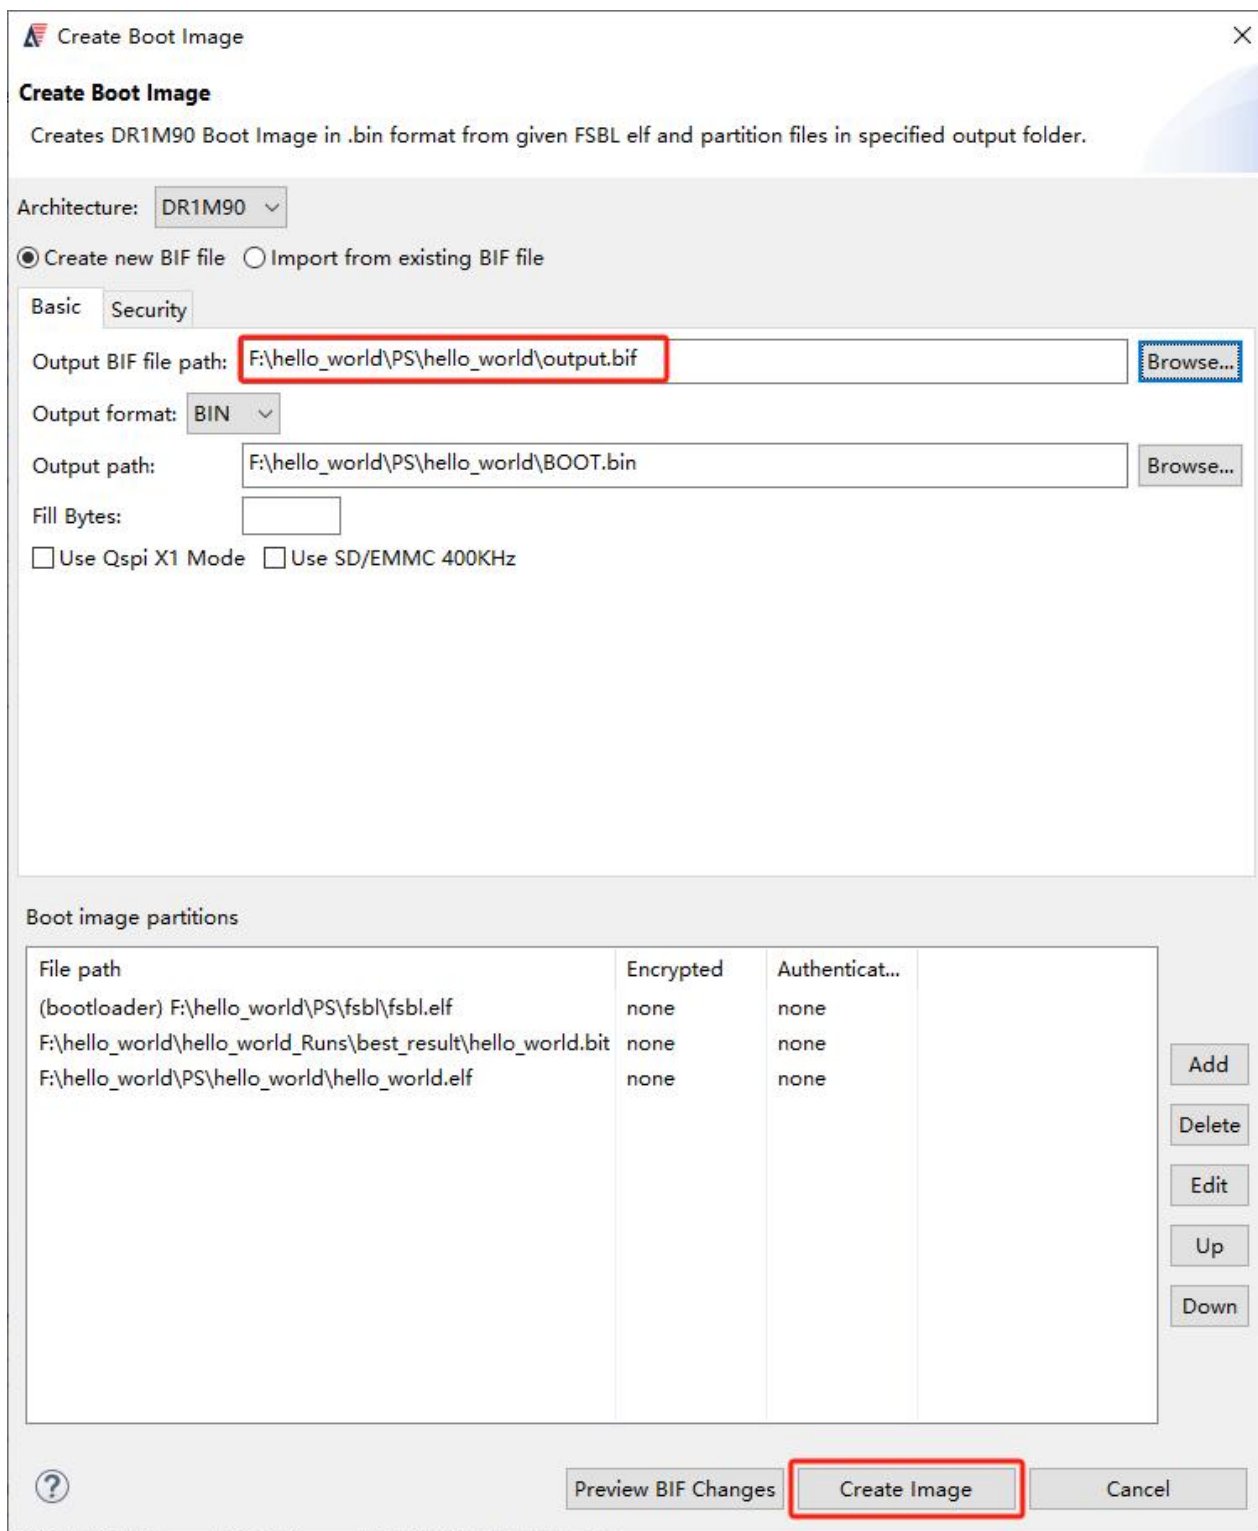 Create Boot Image
Create Boot Image
Creates DR1M90 Boot Image in .bin format from given FSBL elf and partition files in specified output folder.
Architecture: DR1M90
Create new BIF file Import from existing BIF file
Basic Security
Output BIF file path: F:\hello_world\PS\hello_world\output.bif Browse...
Output format: BIN
Output path: F:\hello_world\PS\hello_world\BOOT.bin Browse...
Fill Bytes:
Use Qspi X1 Mode Use SD/EMMC 400KHz
Boot image partitions
File path Encrypted Authenticat...
(bootloader) F:\hello_world\PS\fsbl\fsbl.elf none none
F:\hello_world\hello_world_Runs\best_result\hello_world.bit none none
F:\hello_world\PS\hello_world\hello_world.elf none none
Add
Delete
Edit
Up
Down
? Preview BIF Changes Create Image Cancel